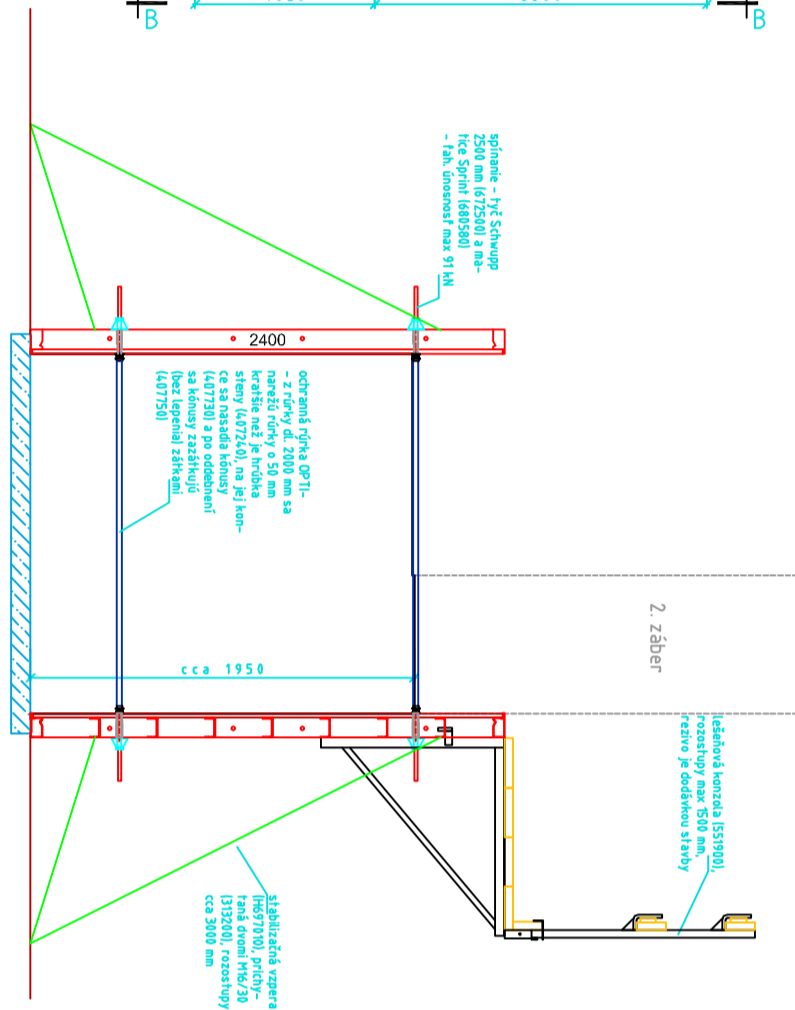 B
B
spínanie - tyč Schwupp
2500 mm (672500) a ma-
tice Sprint (680580)
- ťah. únosnosť max 91 kN
2400
ochranná rúrka OPTI-
- z rúrky dl. 2000 mm sa
narežú rúrky o 50 mm
kratšie než je hrúbka
steny (407240), na jej kon-
ce sa nasadia kónusy
(407730) a po oddebnení
sa kónusy zazátkujú
(bez lepenia) zátkami
(407750)
2. záber
cca 1950
lešeňová konzola (551900),
rozostupy max 1500 mm,
rezivo je dodávkou stavby
stabilizačná vzpera
(H697010), prichy-
taná dvomi M16/30
(313200), rozostupy
cca 3000 mm